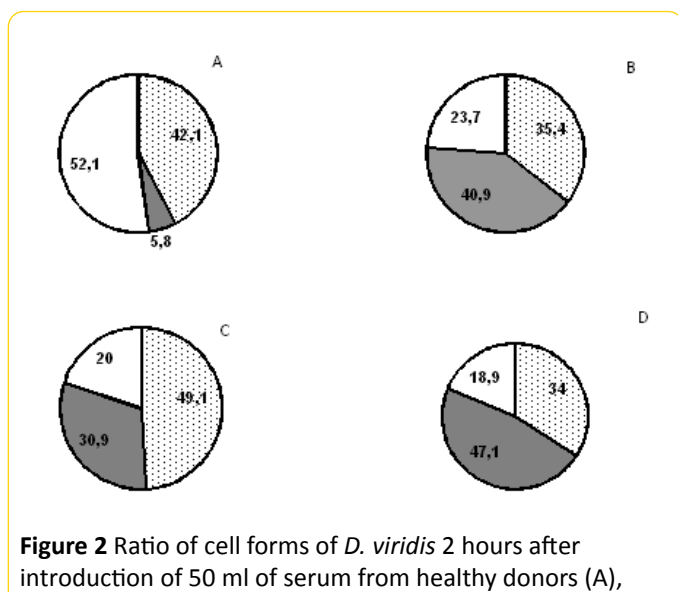 A
42,1
52,1
5,8
B
23,7
35,4
40,9
C
20
49,1
30,9
D
18,9
34
47,1
Figure 2 Ratio of cell forms of D. viridis 2 hours after
introduction of 50 ml of serum from healthy donors (A),